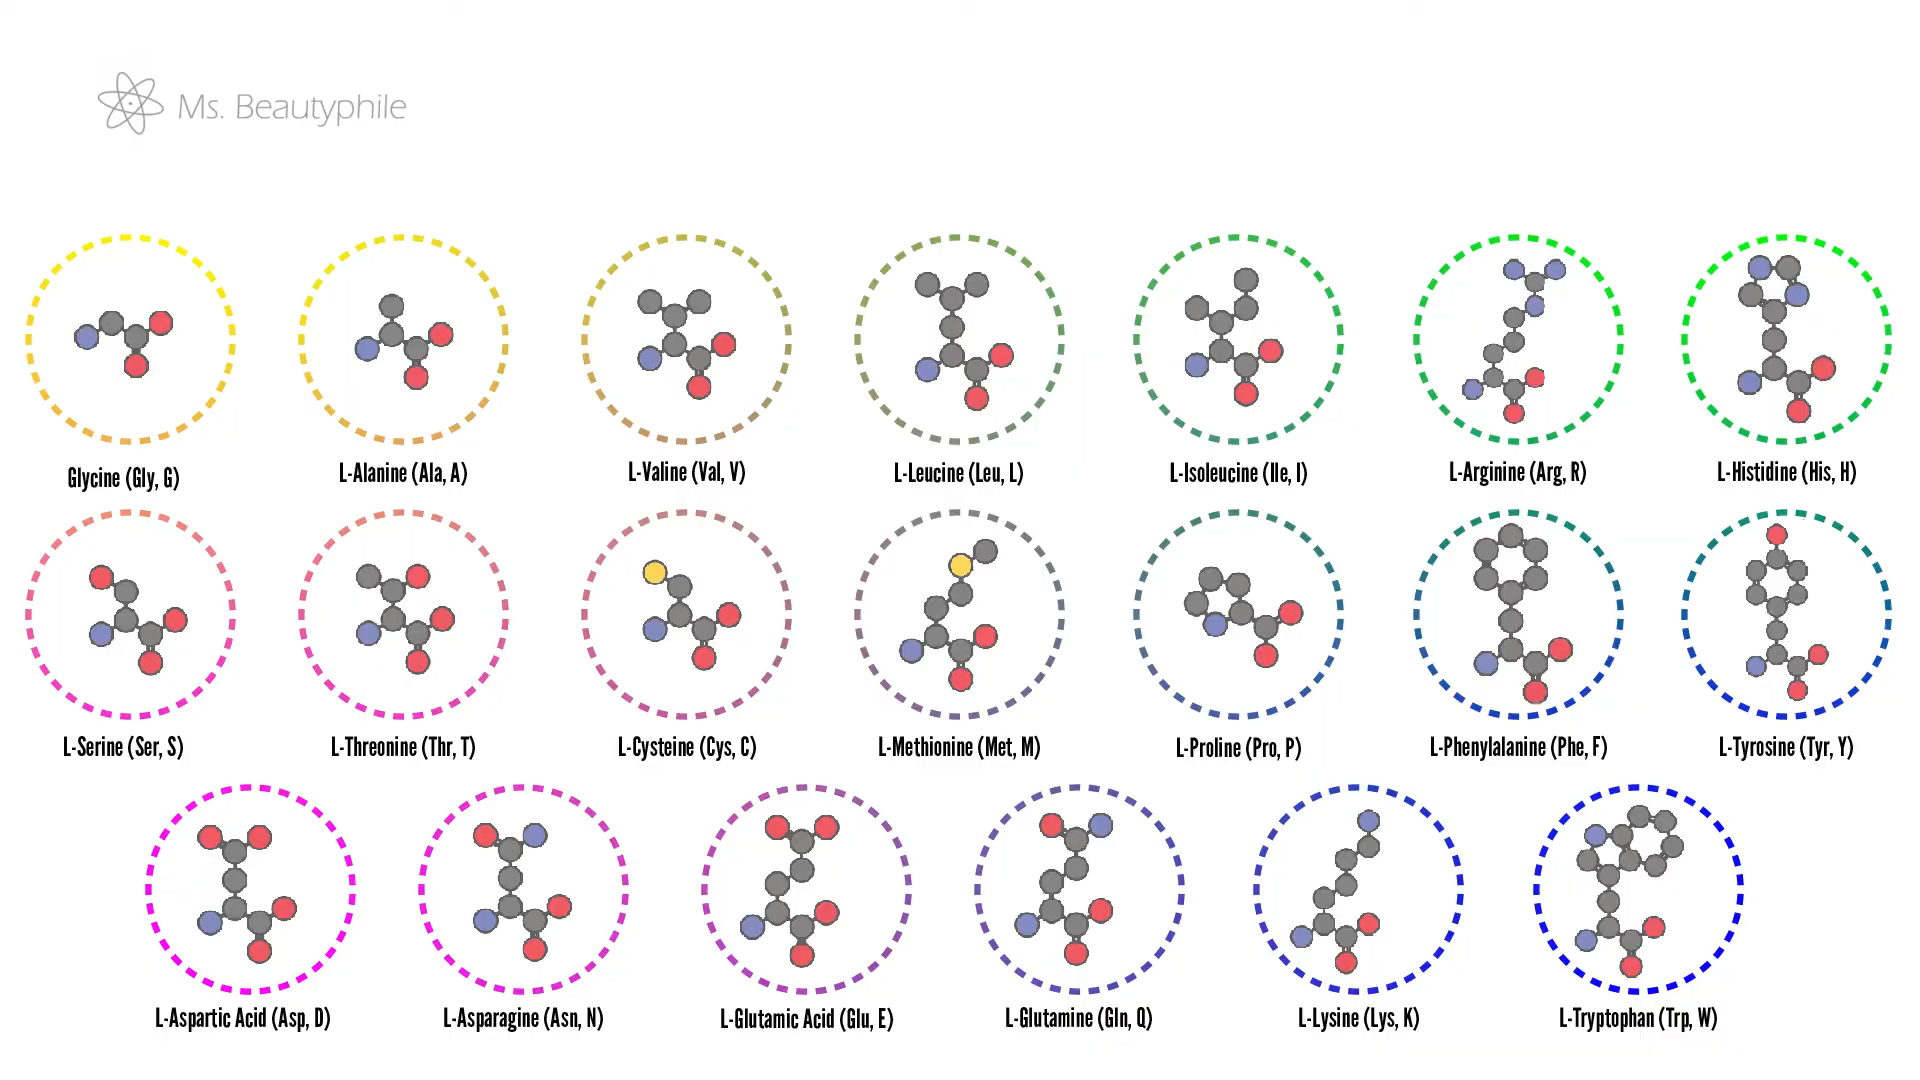 Ms. Beautyphile
Glycine (Gly, G)
L-Alanine (Ala, A)
L-Valine (Val, V)
L-Leucine (Leu, L)
L-Isoleucine (Ile, I)
L-Arginine (Arg, R)
L-Histidine (His, H)
L-Serine (Ser, S)
L-Threonine (Thr, T)
L-Cysteine (Cys, C)
L-Methionine (Met, M)
L-Proline (Pro, P)
L-Phenylalanine (Phe, F)
L-Tyrosine (Tyr, Y)
L-Aspartic Acid (Asp, D)
L-Asparagine (Asn, N)
L-Glutamic Acid (Glu, E)
L-Glutamine (Gln, Q)
L-Lysine (Lys, K)
L-Tryptophan (Trp, W)